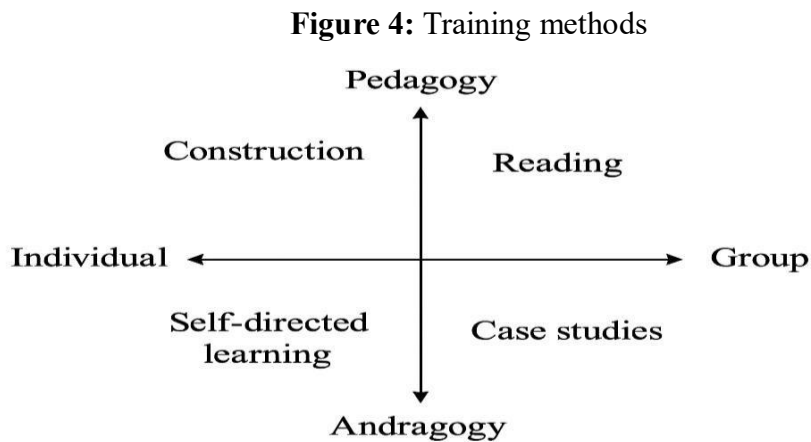 Figure 4: Training methods
Pedagogy
Construction
Reading
Individual
Group
Self-directed
learning
Case studies
Andragogy